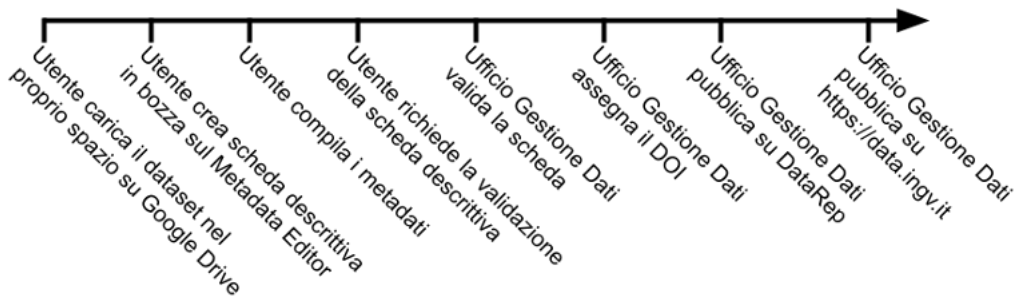 Utente carica il dataset nel
proprio spazio su Google Drive
Utente crea scheda descrittiva
in bozza sul Metadata Editor
Utente compila i metadati
Utente richiede la validazione
della scheda descrittiva
Ufficio Gestione Dati
valida la scheda
Ufficio Gestione Dati
assegna il DOI
Ufficio Gestione Dati
pubblica su DataRep
Ufficio Gestione Dati
pubblica su
https://data.ingv.it